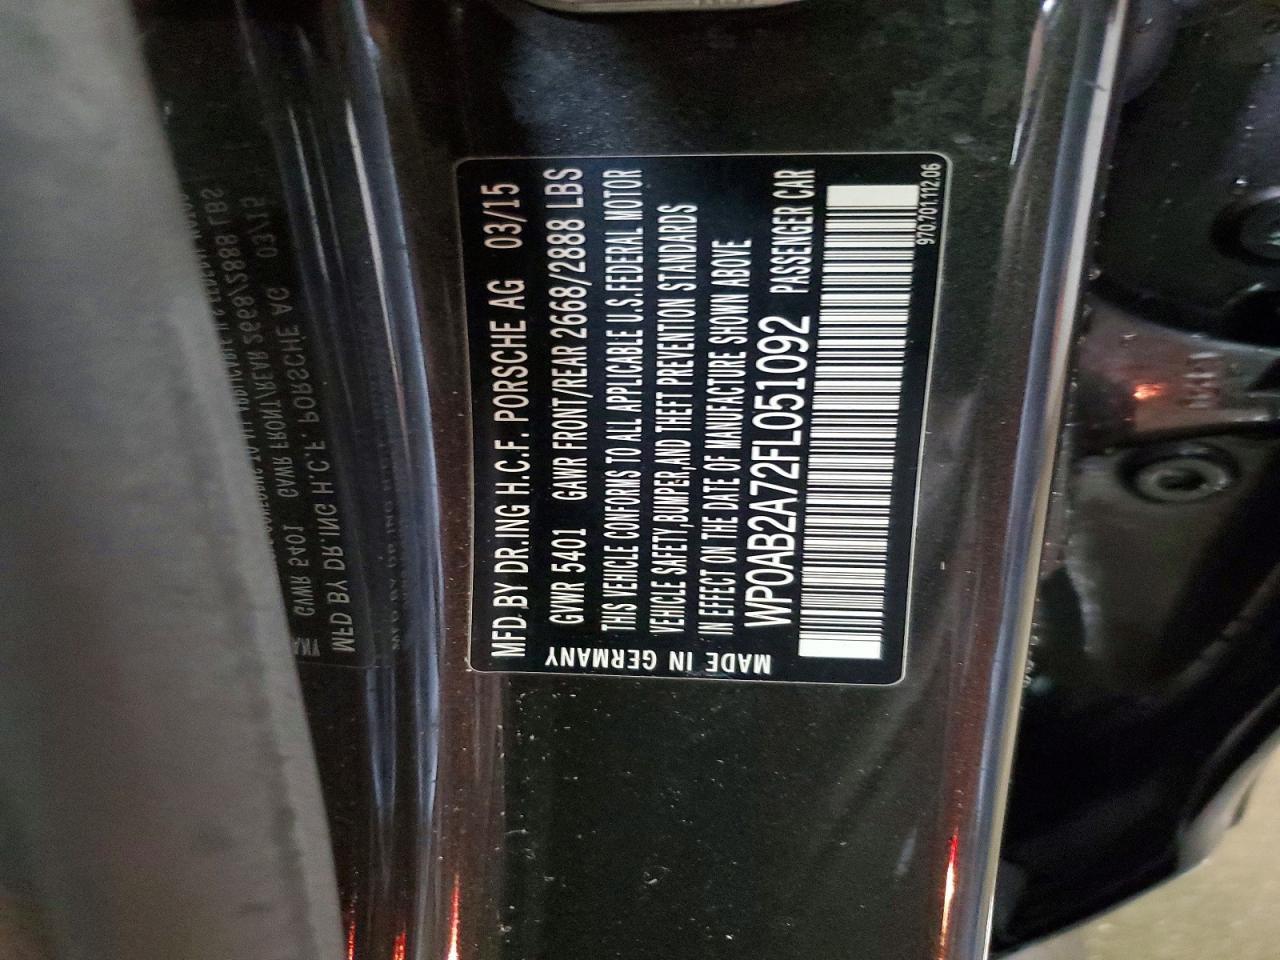 MFD.BY DR.ING H.C.F. PORSCHE AG 03/15
GVWR 5401 GAWR FRONT/REAR 2668/2888 LBS
THIS VEHICLE CONFORMS TO ALL APPLICABLE U.S.FEDERAL MOTOR
VEHICLE SAFETY,BUMPER,AND THEFT PREVENTION STANDARDS
IN EFFECT ON THE DATE OF MANUFACTURE SHOWN ABOVE
WP0AB2A72FL051092 PASSENGER CAR
MADE IN GERMANY
970.701.112.06